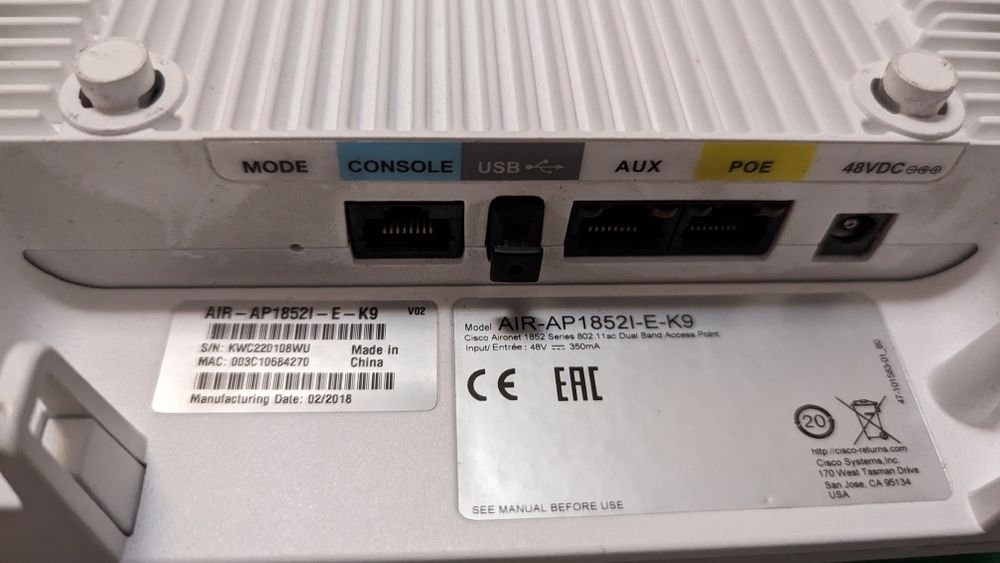 MODE CONSOLE USB AUX POE 48VDC
AIR-AP1852I-E-K9 V02
S/N: KWC220108WU
MAC: 003C10684270
Made in
China
Manufacturing Date: 02/2018
Model AIR-AP1852I-E-K9
Cisco Aironet 1852 Series 802.11ac Dual Band Access Point
Input/ Entrée : 48V ⎓ 350mA
CE EAC
20
47-101583-01_B0
http://cisco-returns.com
Cisco Systems,Inc.
170 West Tasman Drive
San Jose, CA 95134
USA
SEE MANUAL BEFORE USE